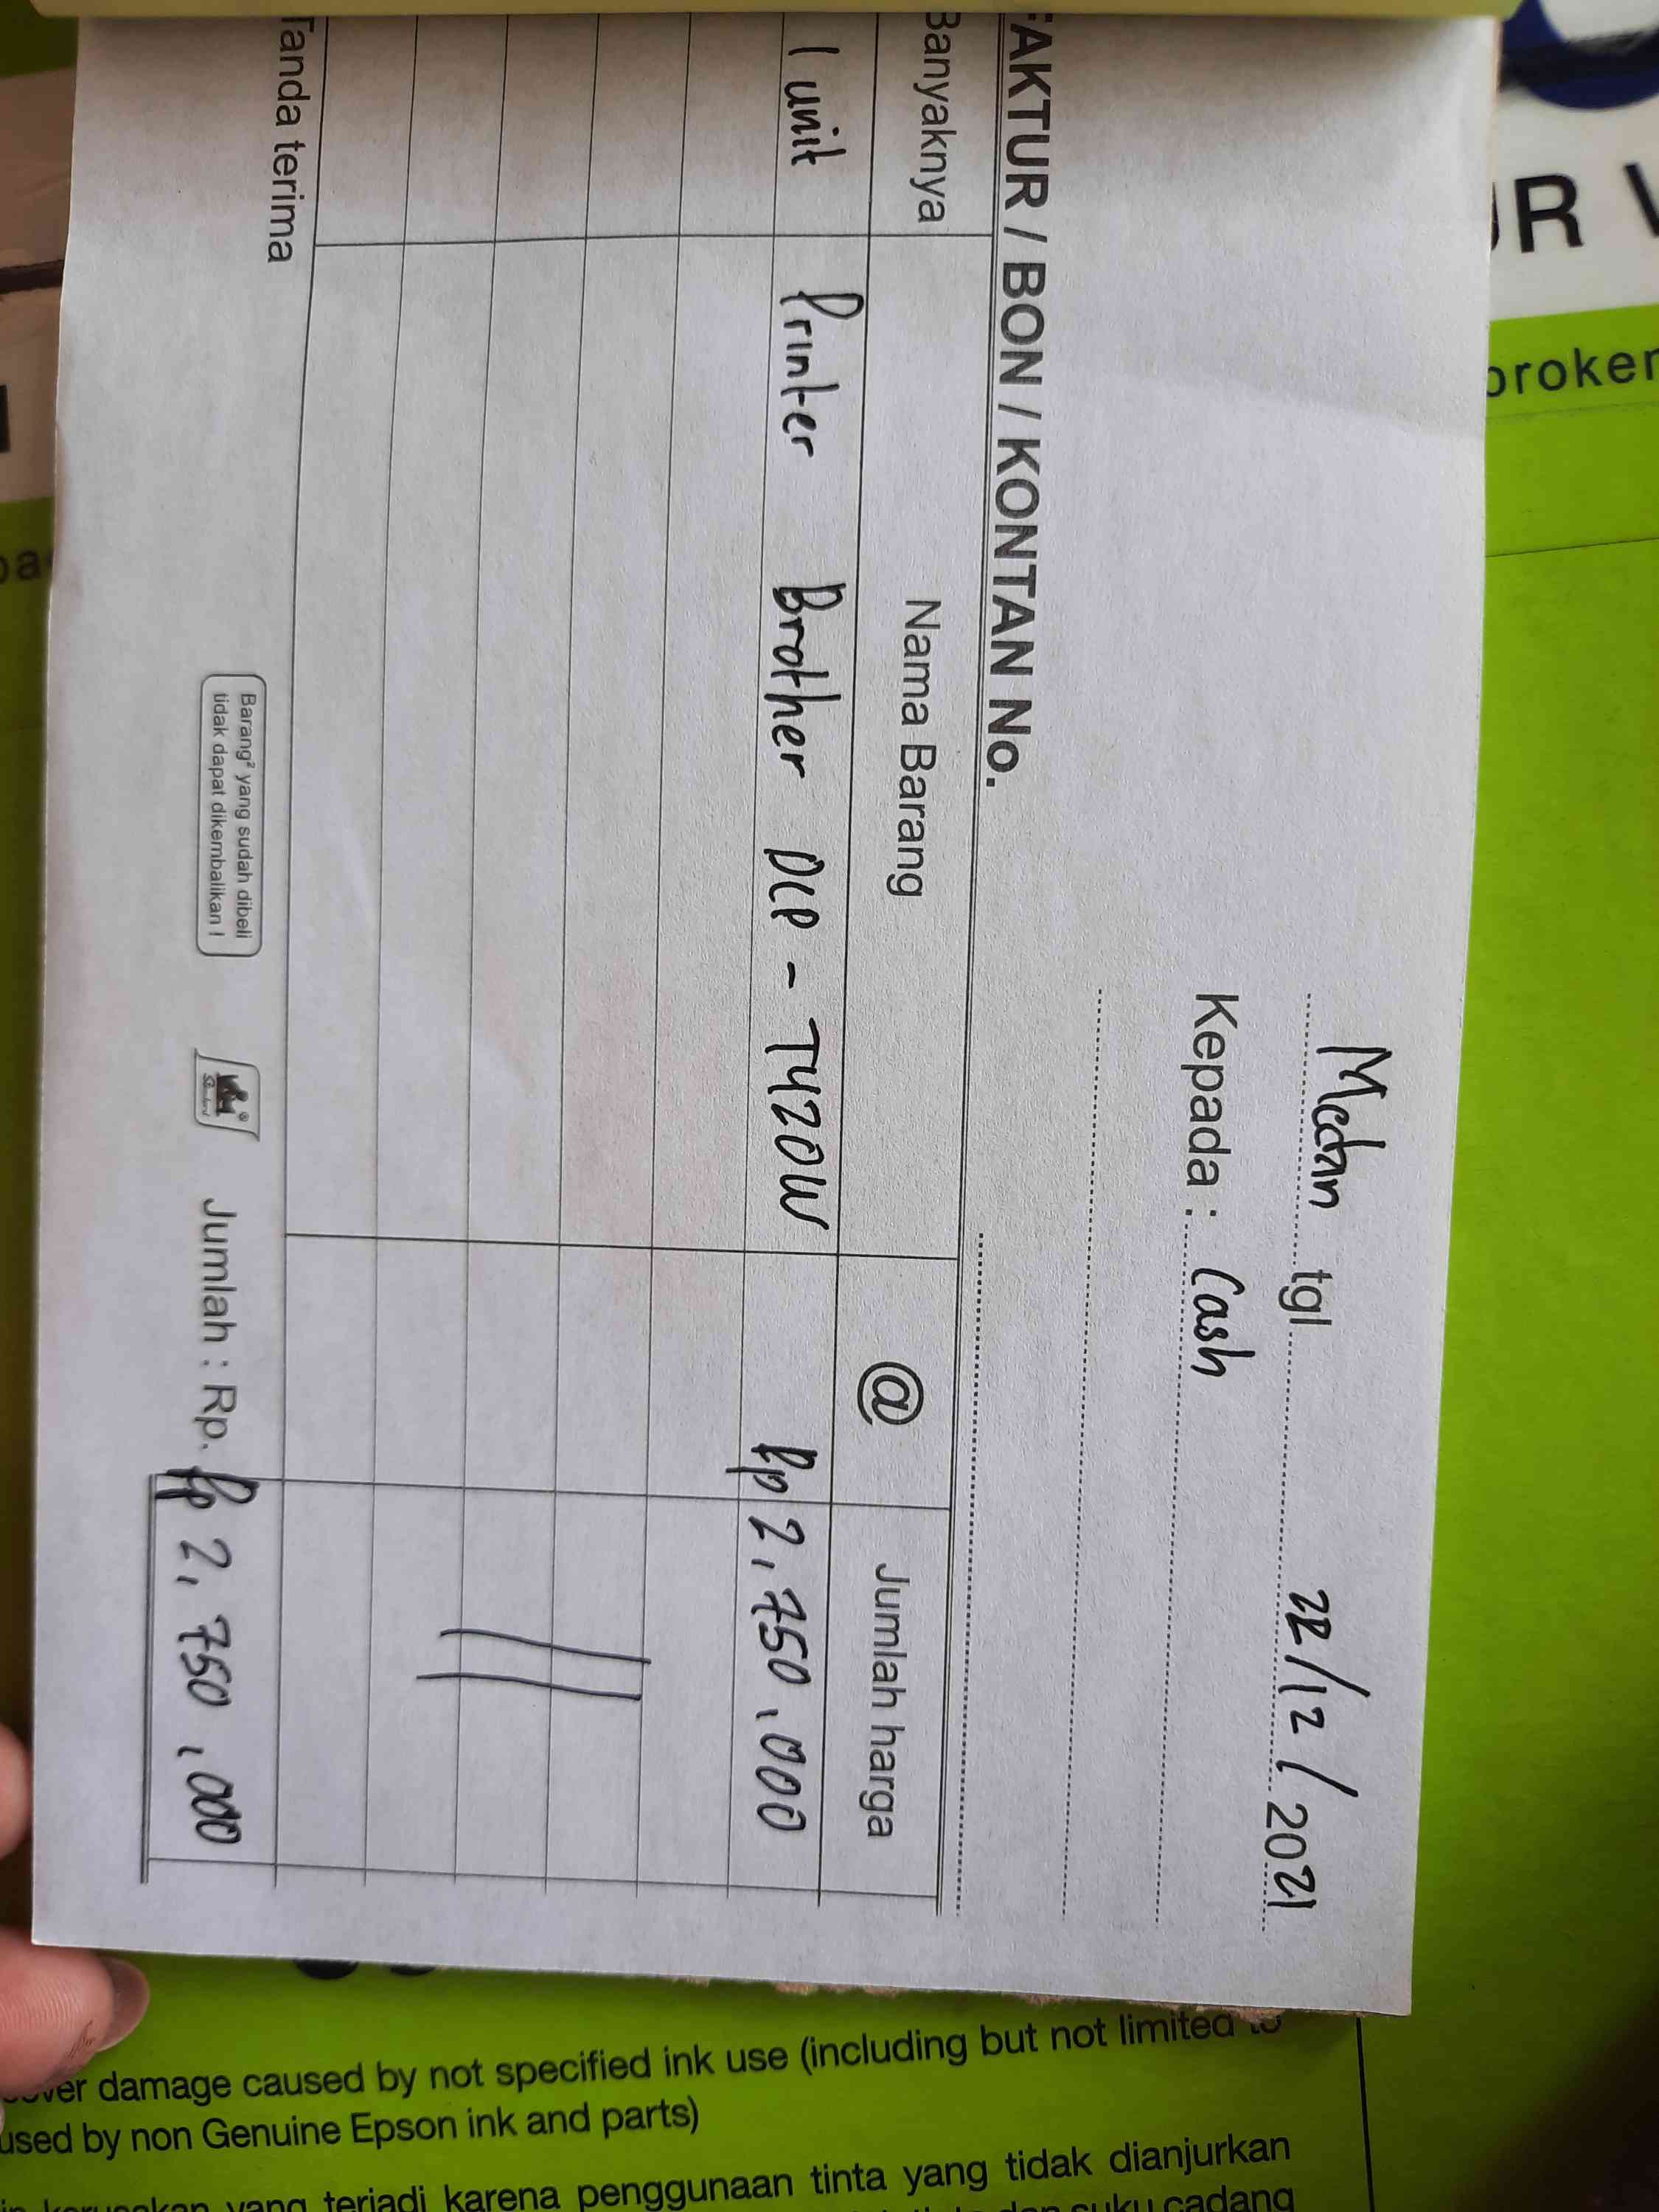 Medan tgl. 22/12/2021
Kepada : Cash
FAKTUR / BON / KONTAN No.
Banyaknya Nama Barang @ Jumlah harga
1 unit Printer Brother DCP - T420W Rp 2,750,000
Tanda terima
Barang² yang sudah dibeli
tidak dapat dikembalikan !
Jumlah : Rp. Rp 2,750,000
UR
broker
damage caused by not specified ink use (including but not limited to
used by non Genuine Epson ink and parts)
yang terjadi karena penggunaan tinta yang tidak dianjurkan
suku cadang